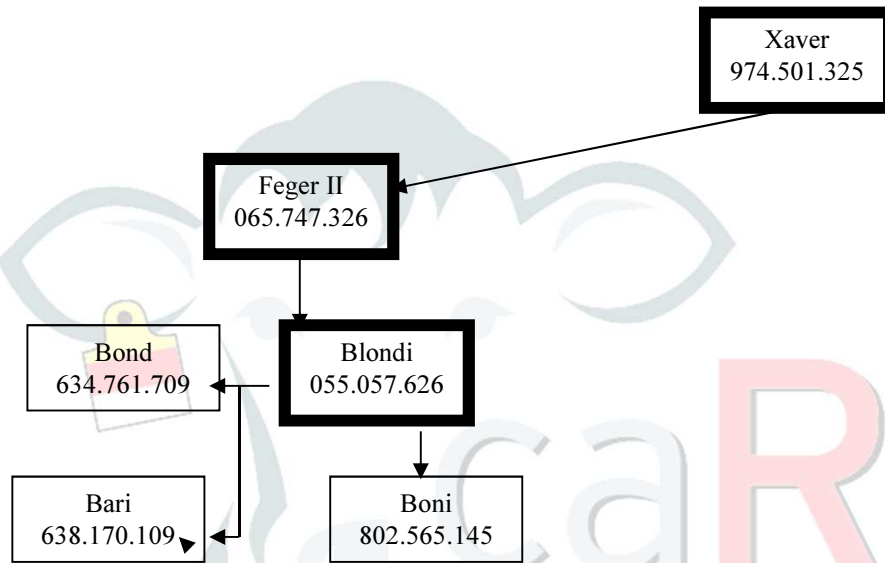 Xaver
974.501.325
Feger II
065.747.326
Bond
634.761.709
Blondi
055.057.626
Bari
638.170.109
Boni
802.565.145
caR